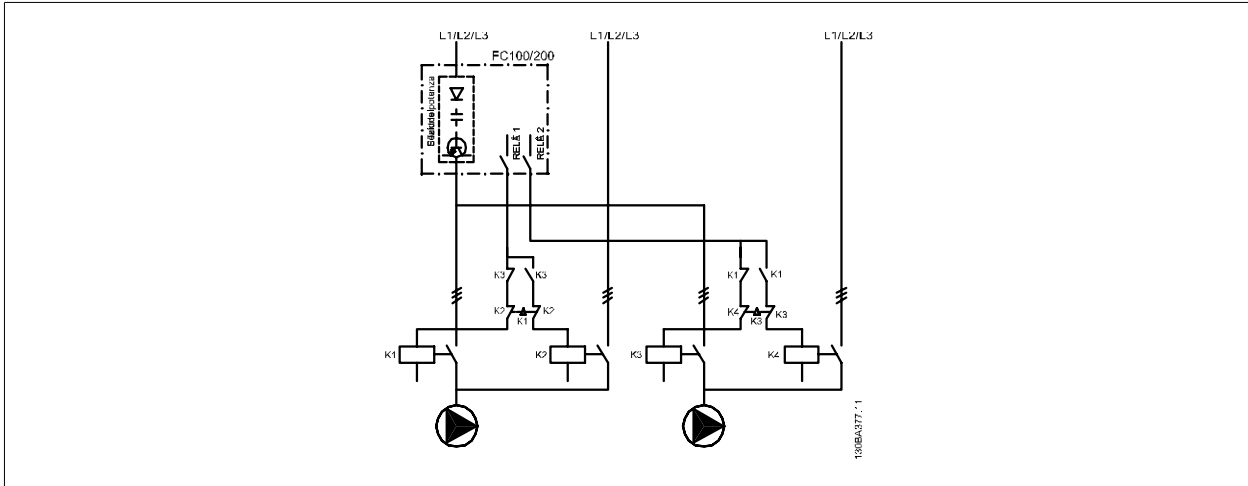 L1/L2/L3
L1/L2/L3
L1/L2/L3
FC100/200
RELÈ 1
RELÈ 2
K3
K3
K1
K1
K2
K1
K2
K4
K3
K3
K1
K2
K3
K4
130BA377.11